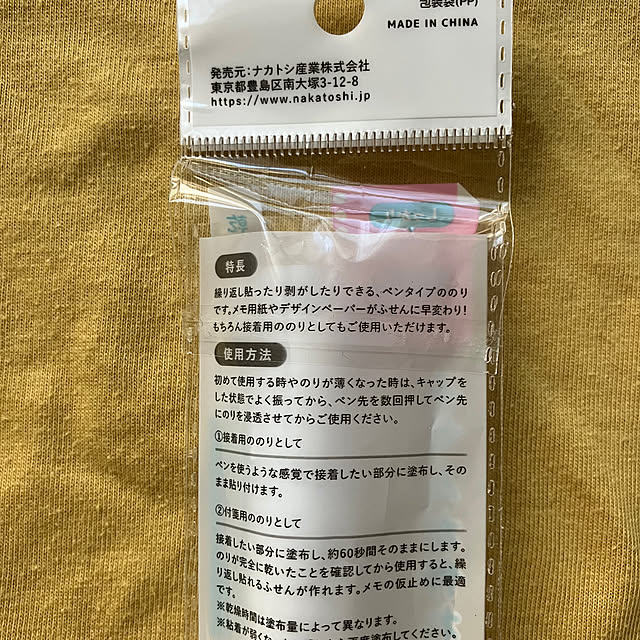 包装袋(PP)
MADE IN CHINA
発売元:ナカトシ産業株式会社
東京都豊島区南大塚3-12-8
https://www.nakatoshi.jp
特長
繰り返し貼ったり剥がしたりできる、ペンタイプののり
です。メモ用紙やデザインペーパーがふせんに早変わり!
もちろん接着用ののりとしてもご使用いただけます。
使用方法
初めて使用する時やのりが薄くなった時は、キャップを
した状態でよく振ってから、ペン先を数回押してペン先
にのりを浸透させてからご使用ください。
①接着用ののりとして
ペンを使うような感覚で接着したい部分に塗布し、その
まま貼り付けます。
②付箋用ののりとして
接着したい部分に塗布し、約60秒間そのままにします。
のりが完全に乾いたことを確認してから使用すると、繰
り返し貼れるふせんが作れます。メモの仮止めに最適
です。
※乾燥時間は塗布量によって異なります。
※粘着が弱くな 再度塗布してください。